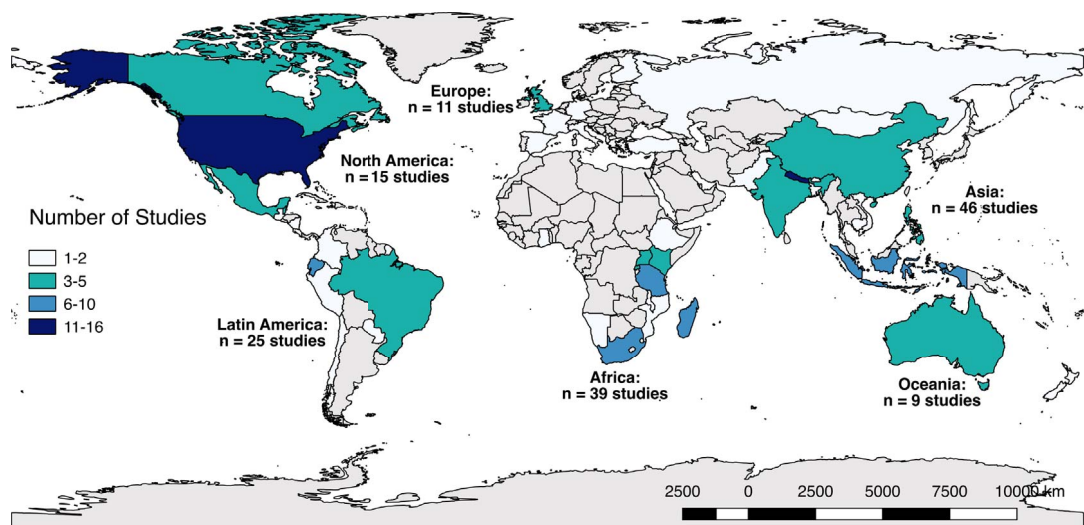 Europe:
n = 11 studies
North America:
n = 15 studies
Asia:
n = 46 studies
Number of Studies
1-2
3-5
6-10
11-16
Latin America:
n = 25 studies
Africa:
n = 39 studies
Oceania:
n = 9 studies
2500 0 2500 5000 7500 10000 km